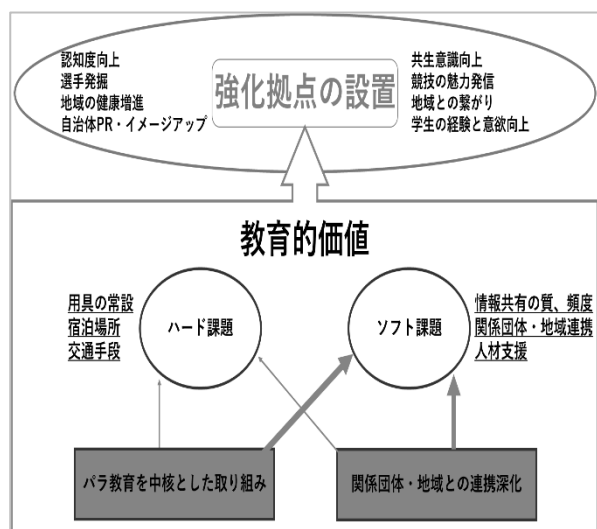 認知度向上
選手発掘
地域の健康増進
自治体PR・イメージアップ
強化拠点の設置
共生意識向上
競技の魅力発信
地域との繋がり
学生の経験と意欲向上
教育的価値
用具の常設
宿泊場所
交通手段
ハード課題
ソフト課題
情報共有の質、頻度
関係団体・地域連携
人材支援
パラ教育を中核とした取り組み
関係団体・地域との連携深化